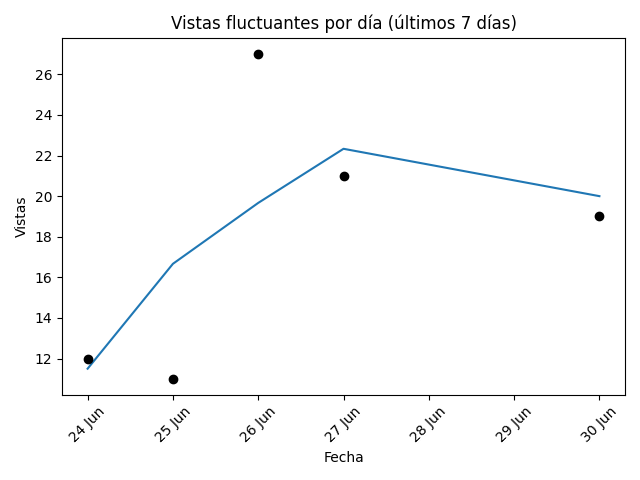 Vistas fluctuantes por día (últimos 7 días)
26
24
22
20
18
16
14
12
Vistas
24 Jun
25 Jun
26 Jun
27 Jun
28 Jun
29 Jun
30 Jun
Fecha